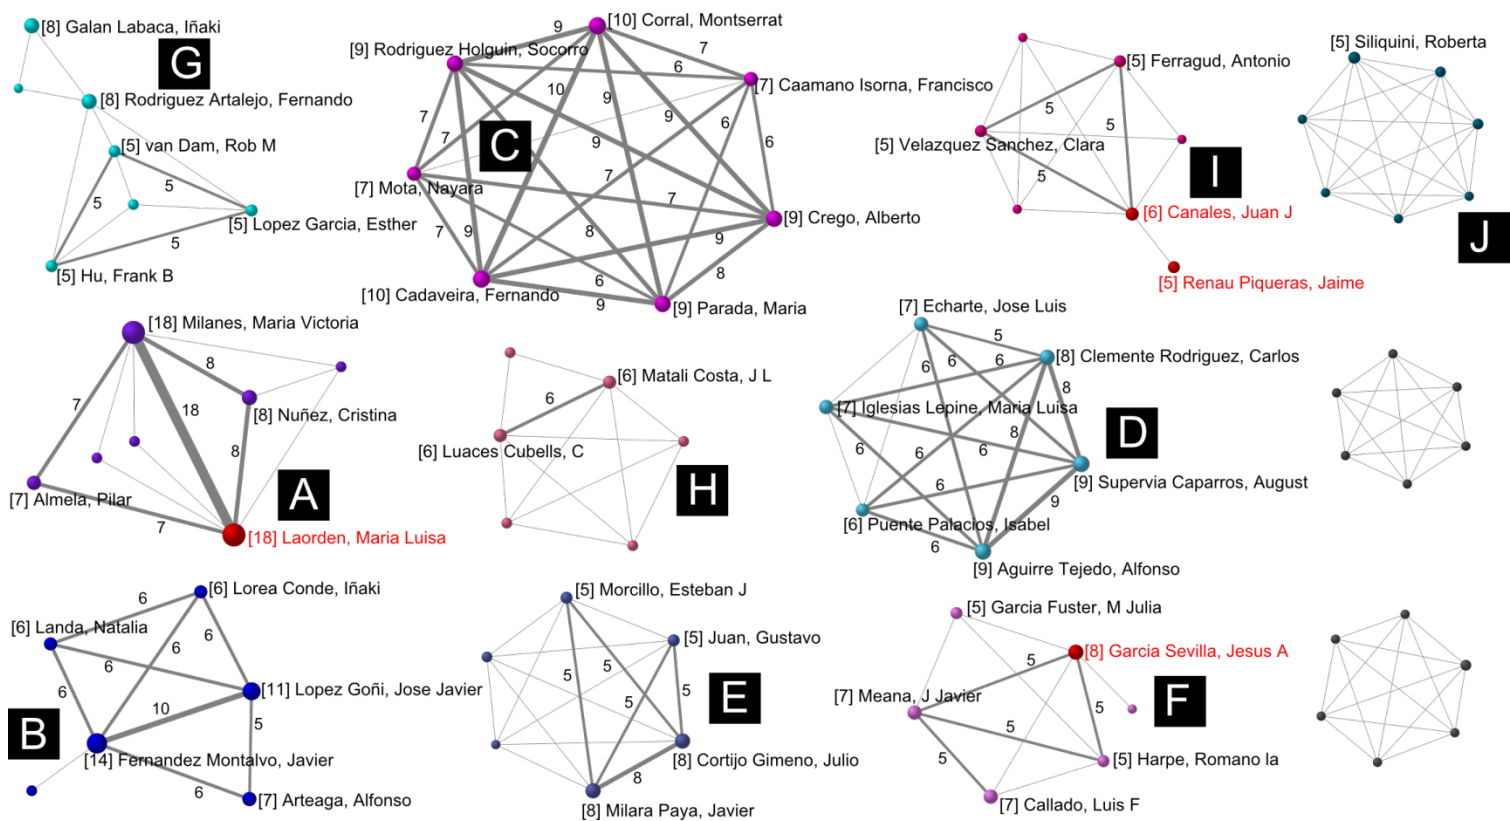 [8] Galan Labaca, Iñaki
G
[8] Rodriguez Artalejo, Fernando
[5] van Dam, Rob M
5
5
[5] Lopez Garcia, Esther
5
[5] Hu, Frank B
[10] Corral, Montserrat
9
[9] Rodriguez Holguin, Socorro
7
6
[7] Caamano Isorna, Francisco
10
9
9
7
7
6
6
C
9
[7] Mota, Nayara
7
7
[9] Crego, Alberto
7
9
8
9
6
8
[10] Cadaveira, Fernando
9
[9] Parada, Maria
[5] Ferragud, Antonio
5
5
[5] Velazquez Sanchez, Clara
5
I
[6] Canales, Juan J
[5] Renau Piqueras, Jaime
[5] Siliquini, Roberta
J
[18] Milanes, Maria Victoria
8
7
18
[8] Nuñez, Cristina
8
A
[7] Almela, Pilar
7
[18] Laorden, Maria Luisa
[6] Matali Costa, J L
6
[6] Luaces Cubells, C
H
[7] Echarte, Jose Luis
5
[8] Clemente Rodriguez, Carlos
6
6
6
8
[7] Iglesias Lepine, Maria Luisa
8
D
6
6
6
[9] Supervia Caparros, August
6
9
[6] Puente Palacios, Isabel
6
[9] Aguirre Tejedo, Alfonso
[6] Lorea Conde, Iñaki
6
[6] Landa, Natalia
6
6
6
6
[11] Lopez Goñi, Jose Javier
10
5
B
[14] Fernandez Montalvo, Javier
6
[7] Arteaga, Alfonso
[5] Morcillo, Esteban J
[5] Juan, Gustavo
5
5
5
5
E
[8] Cortijo Gimeno, Julio
8
[8] Milara Paya, Javier
[5] Garcia Fuster, M Julia
[8] Garcia Sevilla, Jesus A
5
[7] Meana, J Javier
5
F
5
5
[5] Harpe, Romano la
[7] Callado, Luis F